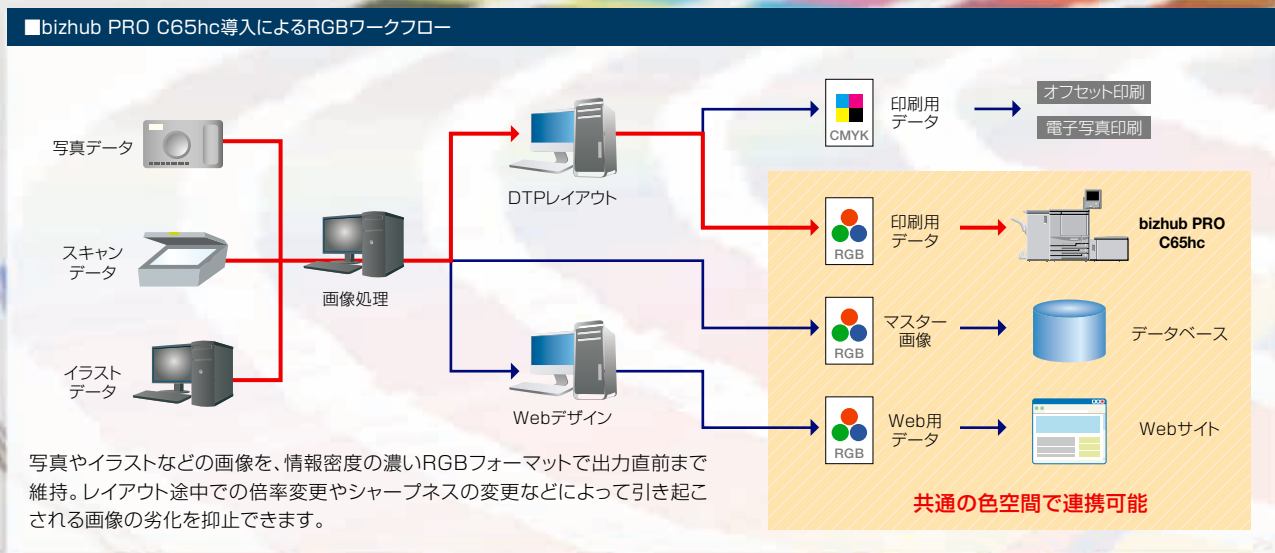 ■bizhub PRO C65hc導入によるRGBワークフロー
写真データ
スキャン
データ
イラスト
データ
画像処理
DTPレイアウト
Webデザイン
CMYK
印刷用
データ
オフセット印刷
電子写真印刷
RGB
印刷用
データ
bizhub PRO
C65hc
RGB
マスター
画像
データベース
RGB
Web用
データ
Webサイト
共通の色空間で連携可能
写真やイラストなどの画像を、情報密度の濃いRGBフォーマットで出力直前まで
維持。レイアウト途中での倍率変更やシャープネスの変更などによって引き起こ
される画像の劣化を抑止できます。